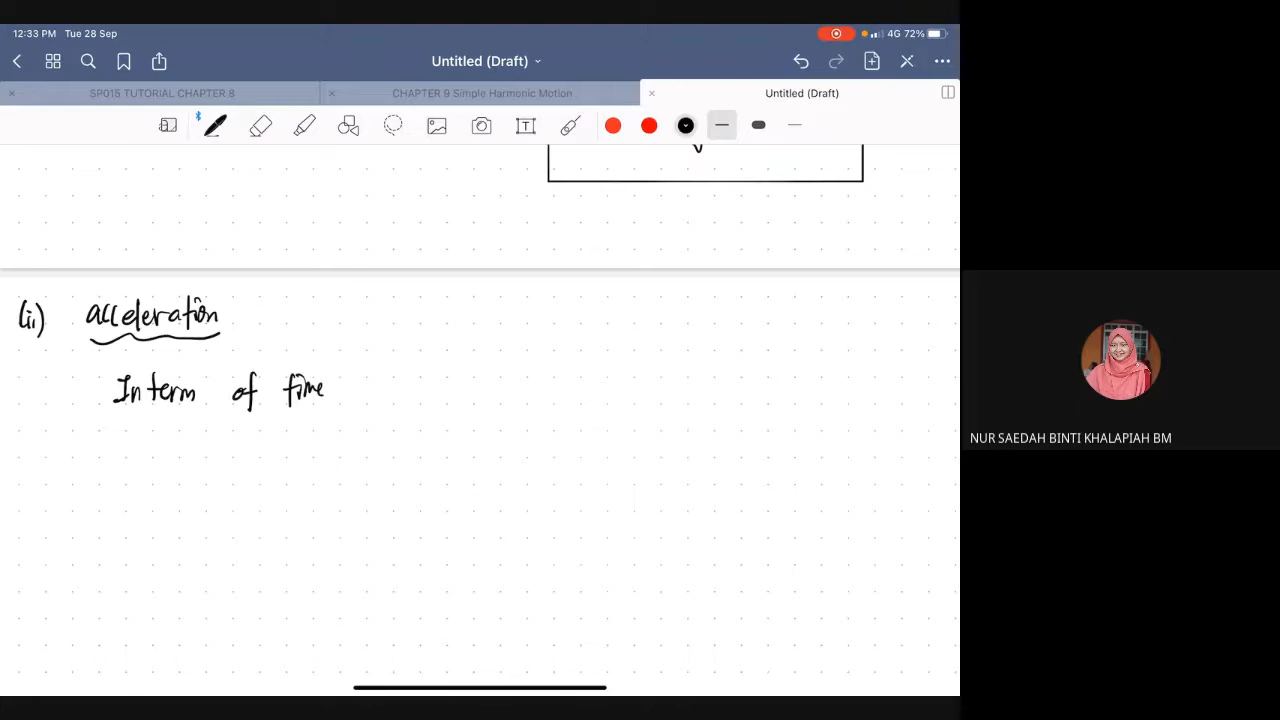 12:33 PM Tue 28 Sep
4G 72%
Untitled (Draft)
SP015 TUTORIAL CHAPTER 8
CHAPTER 9 Simple Harmonic Motion
Untitled (Draft)
T
(ii) acceleration
In term of time
NUR SAEDAH BINTI KHALAPIAH BM